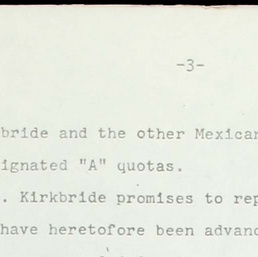 -3-
bride and the other Mexican
ignated "A" quotas.
. Kirkbride promises to rep
have heretofore been advanc